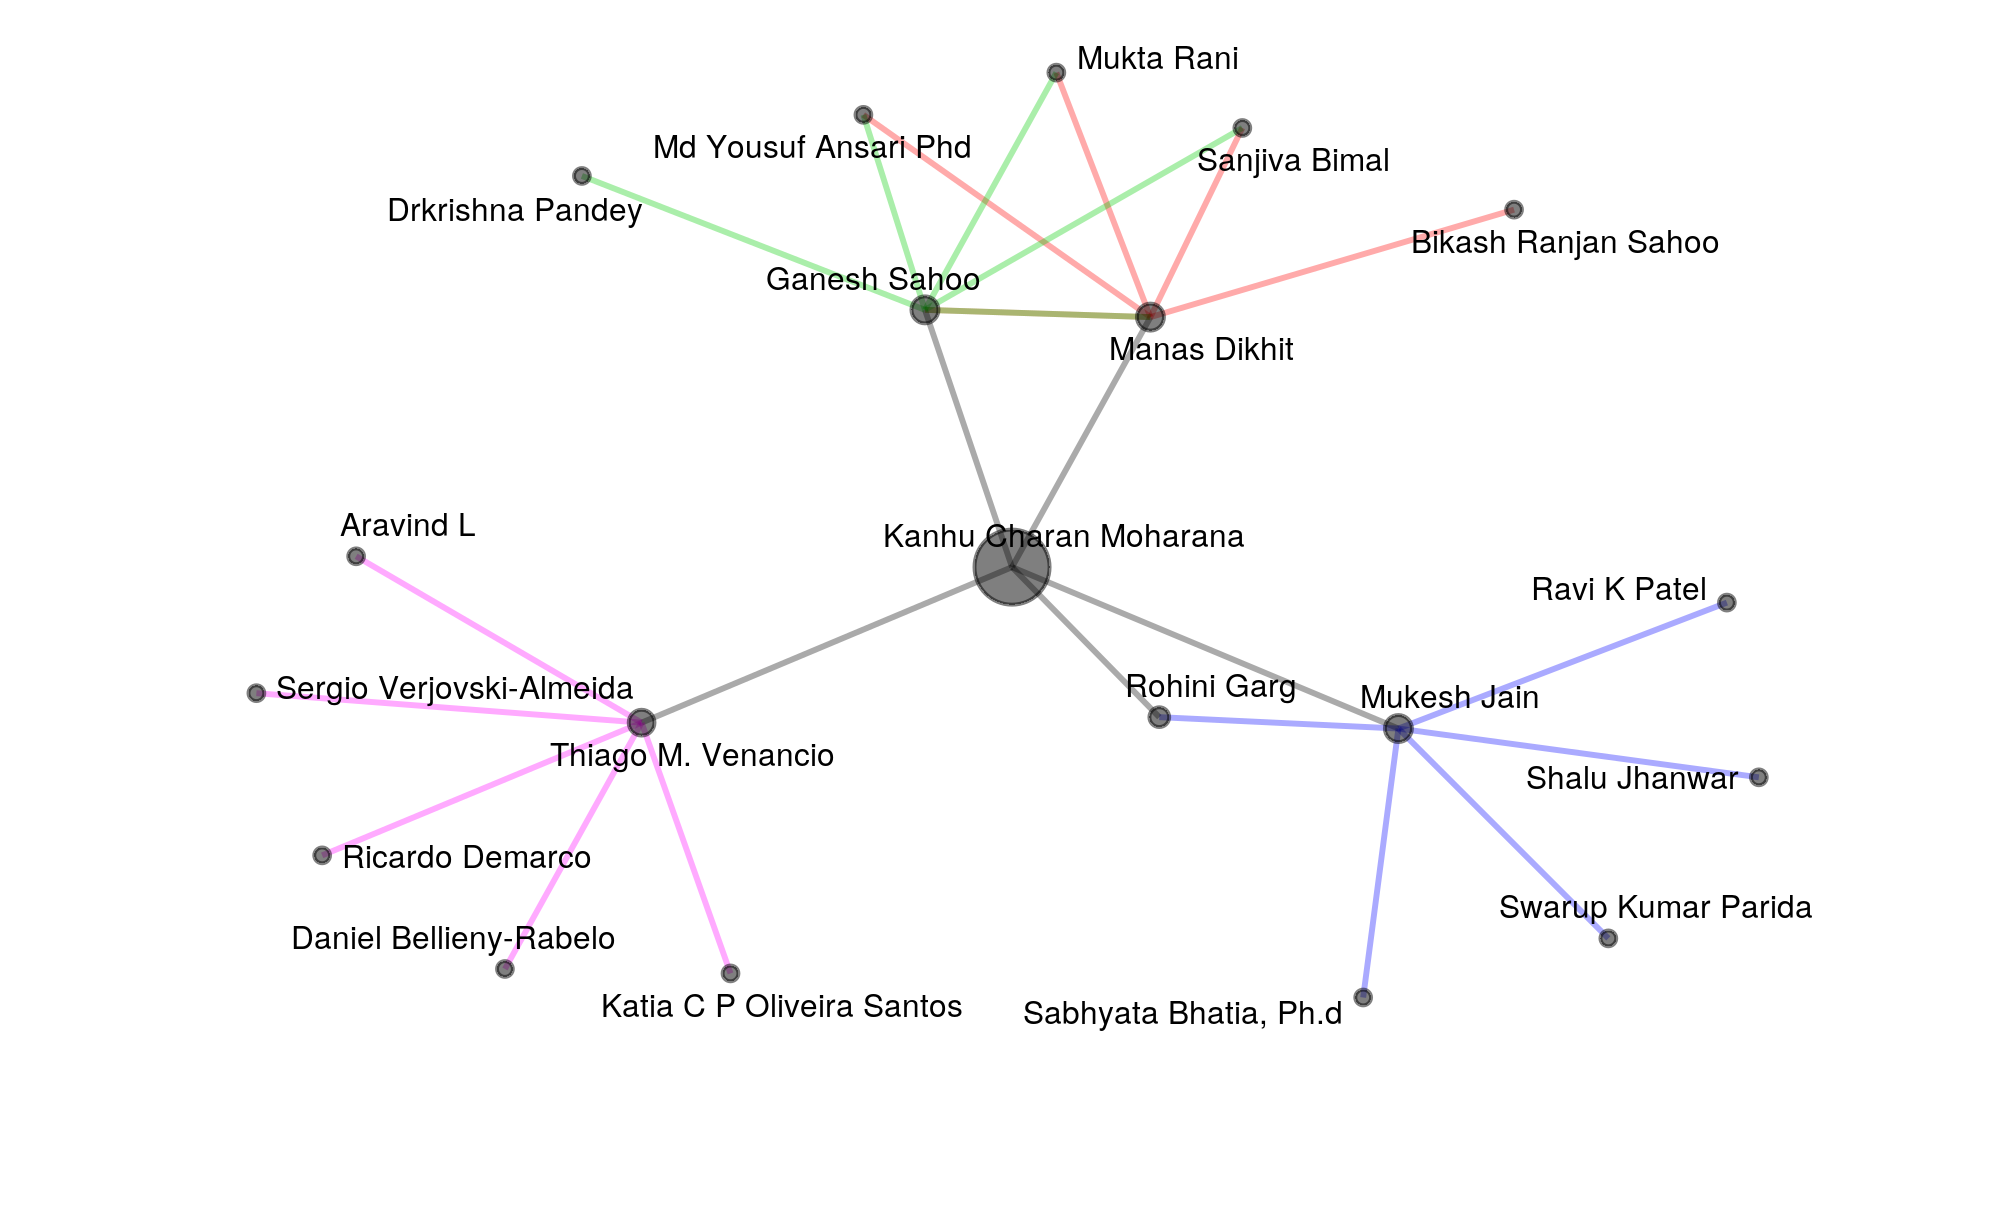 Mukta Rani
Md Yousuf Ansari Phd
Sanjiva Bimal
Drkrishna Pandey
Bikash Ranjan Sahoo
Ganesh Sahoo
Manas Dikhit
Aravind L
Kanhu Charan Moharana
Ravi K Patel
Sergio Verjovski-Almeida
Rohini Garg
Mukesh Jain
Thiago M. Venancio
Shalu Jhanwar
Ricardo Demarco
Swarup Kumar Parida
Daniel Bellieny-Rabelo
Katia C P Oliveira Santos
Sabhyata Bhatia, Ph.d